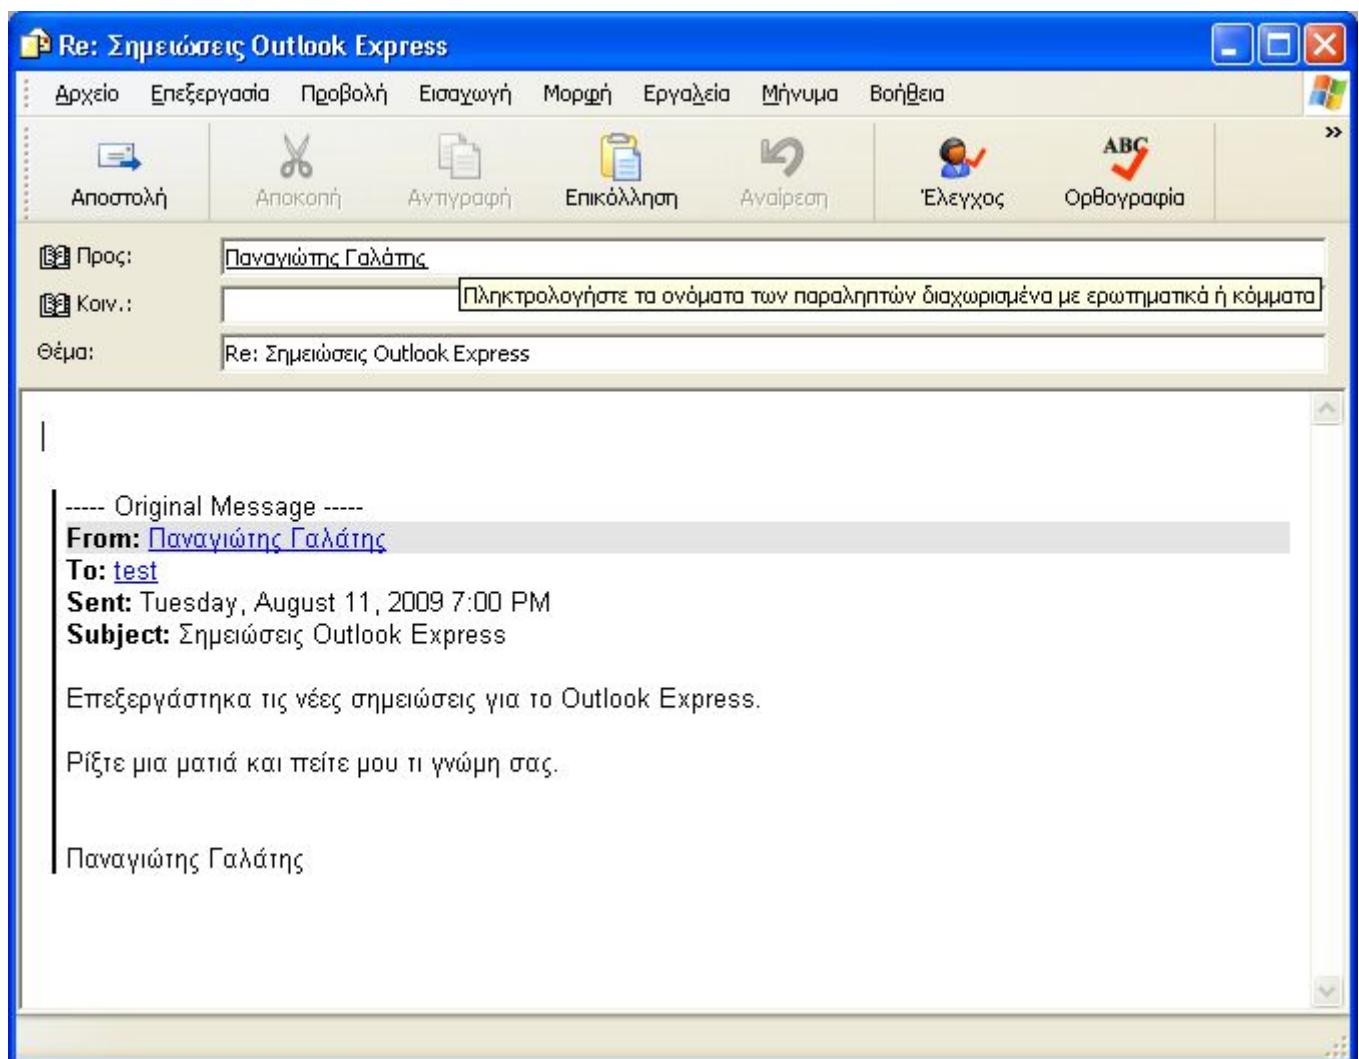 Re: Σημειώσεις Outlook Express
Αρχείο Επεξεργασία Προβολή Εισαγωγή Μορφή Εργαλεία Μήνυμα Βοήθεια
Αποστολή Αποκοπή Αντιγραφή Επικόλληση Αναίρεση Έλεγχος Ορθογραφία
ABC
Προς: Παναγιώτης Γαλάτης
Πληκτρολογήστε τα ονόματα των παραληπτών διαχωρισμένα με ερωτηματικά ή κόμματα
Κοιν.:
Θέμα: Re: Σημειώσεις Outlook Express
----- Original Message -----
From: Παναγιώτης Γαλάτης
To: test
Sent: Tuesday, August 11, 2009 7:00 PM
Subject: Σημειώσεις Outlook Express
Επεξεργάστηκα τις νέες σημειώσεις για το Outlook Express.
Ρίξτε μια ματιά και πείτε μου τι γνώμη σας.
Παναγιώτης Γαλάτης